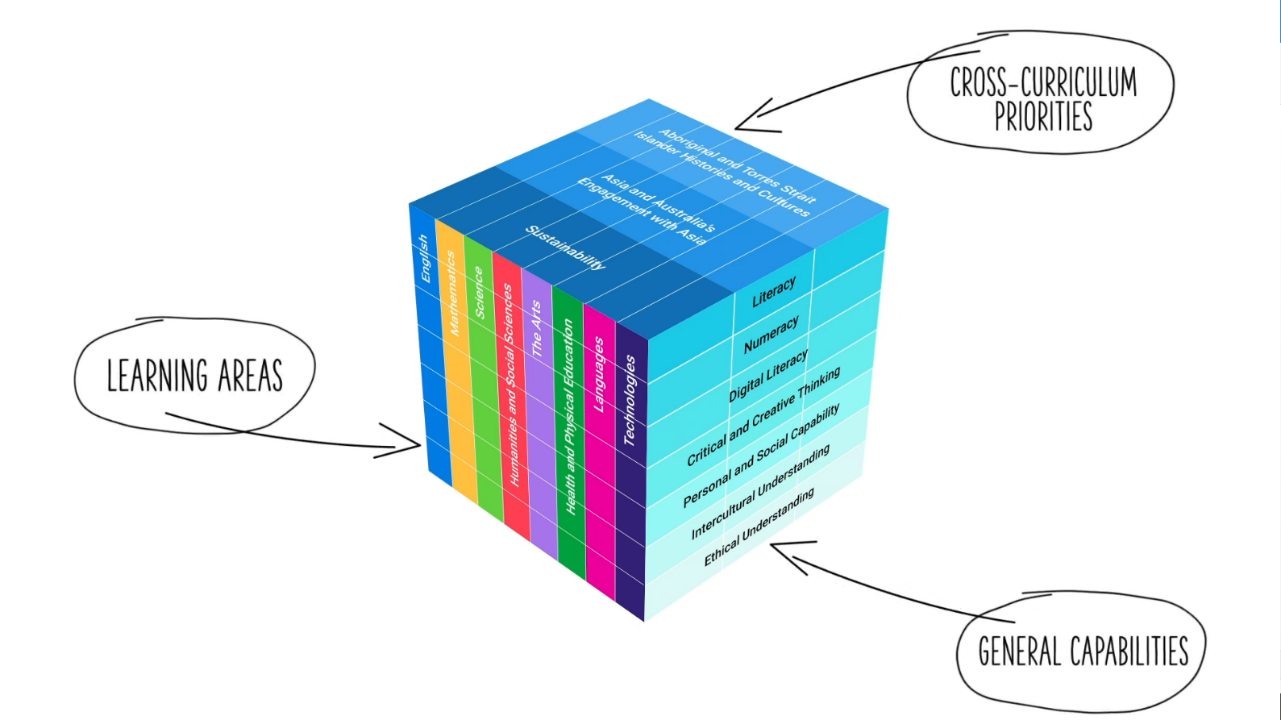 CROSS-CURRICULUM
PRIORITIES
Aboriginal and Torres Strait
Islander Histories and Cultures
Asia and Australia's
Engagement with Asia
Sustainability
English
Mathematics
Science
Humanities and Social Sciences
The Arts
Health and Physical Education
Languages
Technologies
Literacy
Numeracy
Digital Literacy
Critical and Creative Thinking
Personal and Social Capability
Intercultural Understanding
Ethical Understanding
LEARNING AREAS
GENERAL CAPABILITIES